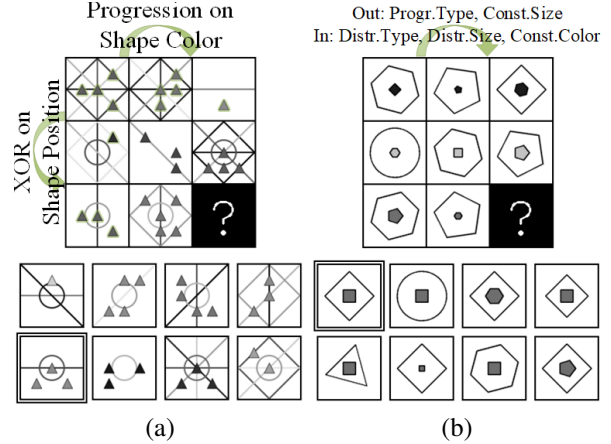 Progression on
Shape Color
XOR on
Shape Position
?
(a)
Out: Progr.Type, Const.Size
In: Distr.Type, Distr.Size, Const.Color
?
(b)